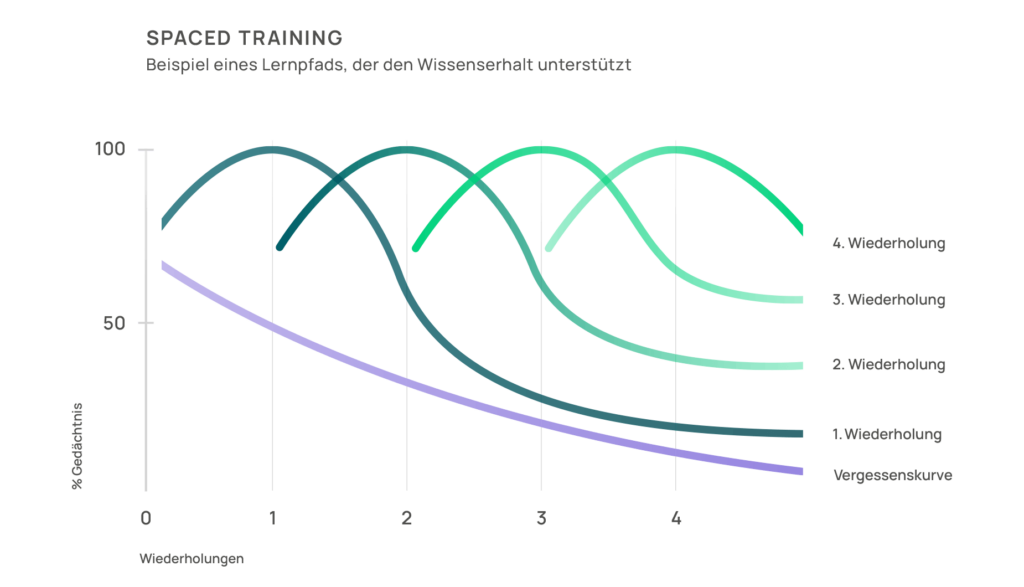 SPACED TRAINING
Beispiel eines Lernpfads, der den Wissenserhalt unterstützt
100
50
% Gedächtnis
4. Wiederholung
3. Wiederholung
2. Wiederholung
1. Wiederholung
Vergessenskurve
0 1 2 3 4
Wiederholungen